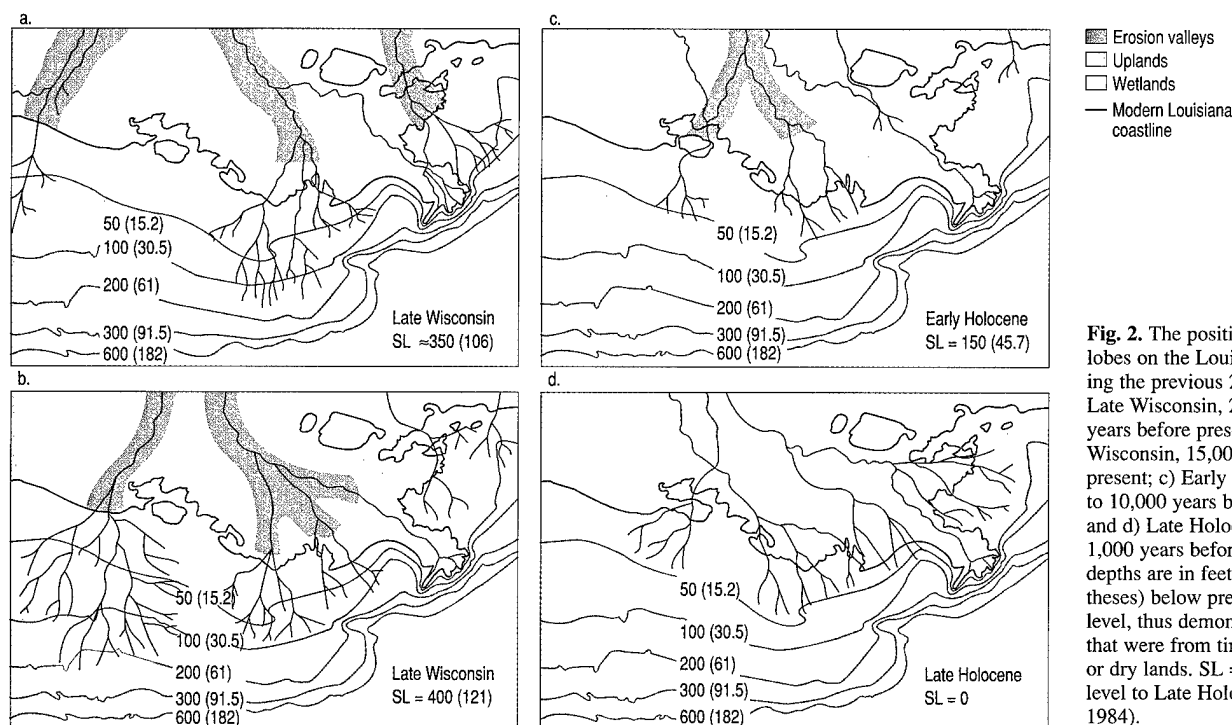 a.
50 (15.2)
100 (30.5)
200 (61)
300 (91.5)
600 (182)
Late Wisconsin
SL ≈350 (106)
c.
50 (15.2)
100 (30.5)
200 (61)
300 (91.5)
600 (182)
Early Holocene
SL = 150 (45.7)
Erosion valleys
Uplands
Wetlands
Modern Louisiana
coastline
b.
50 (15.2)
100 (30.5)
200 (61)
300 (91.5)
600 (182)
Late Wisconsin
SL = 400 (121)
d.
50 (15.2)
100 (30.5)
200 (61)
300 (91.5)
600 (182)
Late Holocene
SL = 0
Fig. 2. The positi
lobes on the Loui
ing the previous 2
Late Wisconsin, 2
years before pres
Wisconsin, 15,00
present; c) Early
to 10,000 years b
and d) Late Holo
1,000 years befor
depths are in feet
theses) below pre
level, thus demon
that were from tir
or dry lands. SL =
level to Late Holo
1984).